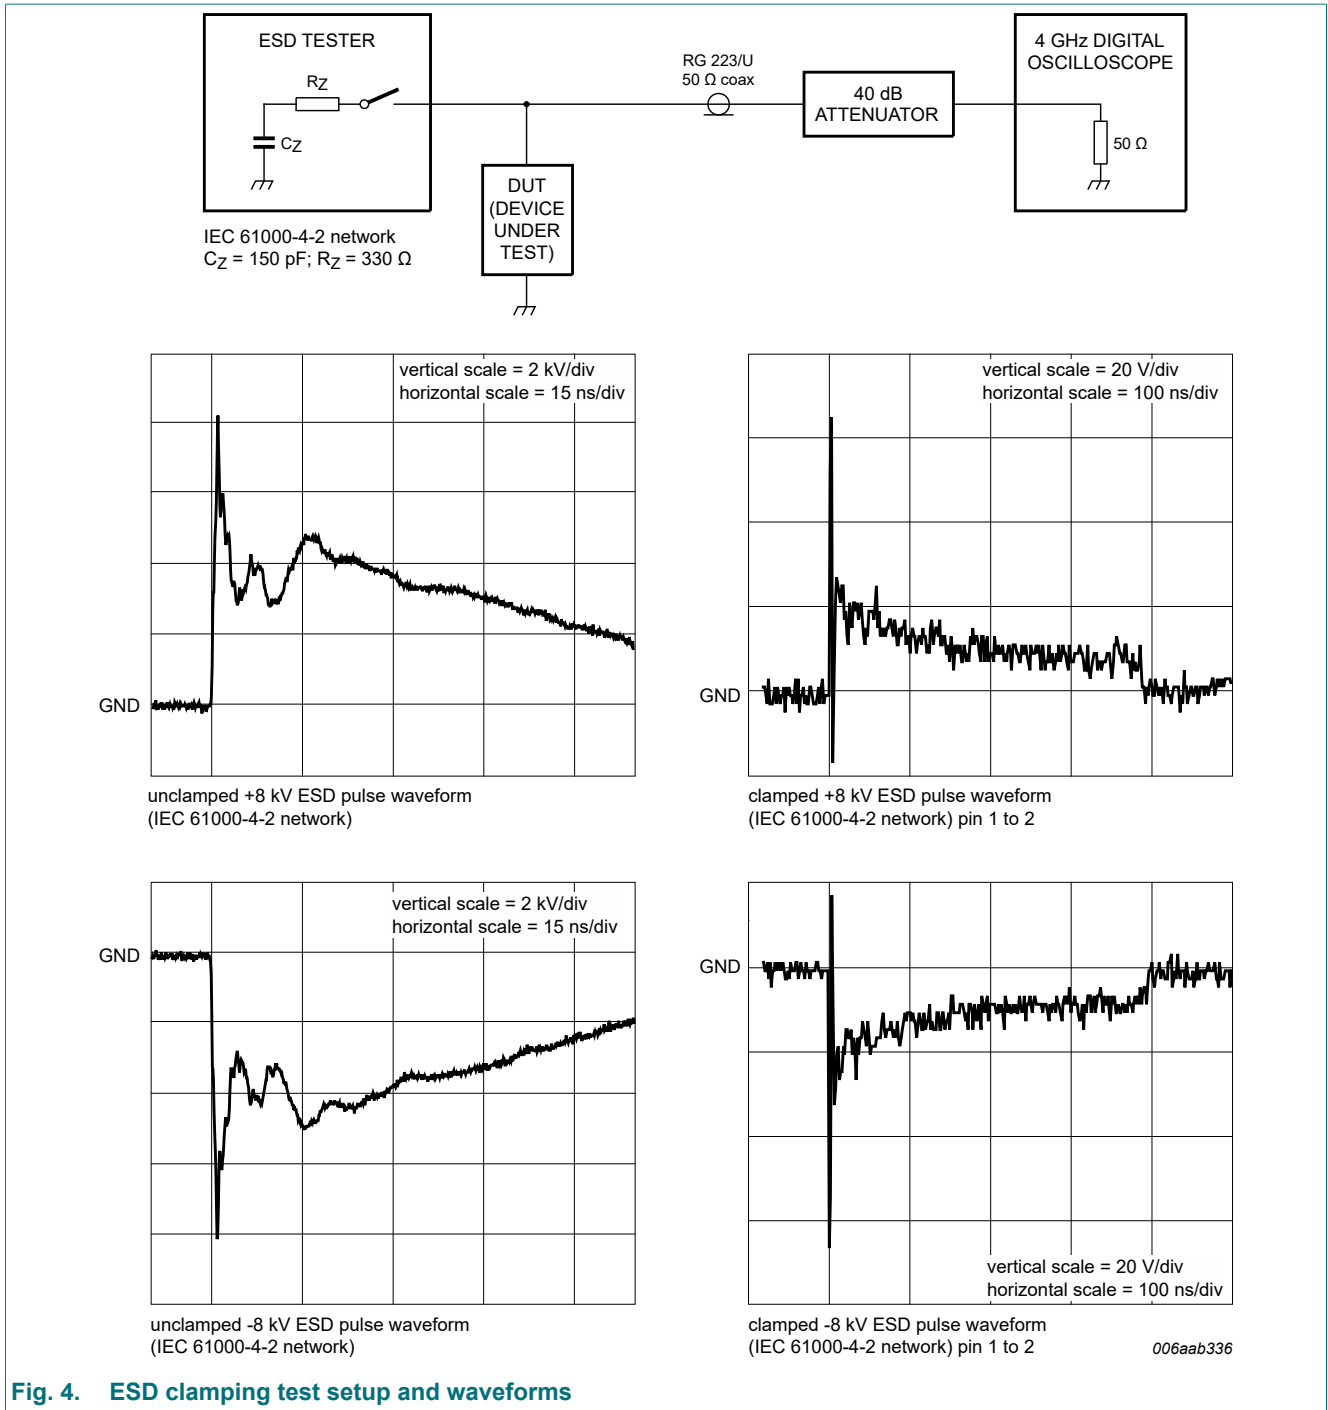 ESD TESTER
RZ
CZ
IEC 61000-4-2 network
CZ = 150 pF; RZ = 330 Ω
DUT
(DEVICE
UNDER
TEST)
RG 223/U
50 Ω coax
40 dB
ATTENUATOR
4 GHz DIGITAL
OSCILLOSCOPE
50 Ω
vertical scale = 2 kV/div
horizontal scale = 15 ns/div
GND
unclamped +8 kV ESD pulse waveform
(IEC 61000-4-2 network)
vertical scale = 20 V/div
horizontal scale = 100 ns/div
GND
clamped +8 kV ESD pulse waveform
(IEC 61000-4-2 network) pin 1 to 2
vertical scale = 2 kV/div
horizontal scale = 15 ns/div
GND
unclamped -8 kV ESD pulse waveform
(IEC 61000-4-2 network)
GND
vertical scale = 20 V/div
horizontal scale = 100 ns/div
clamped -8 kV ESD pulse waveform
(IEC 61000-4-2 network) pin 1 to 2
006aab336
Fig. 4. ESD clamping test setup and waveforms